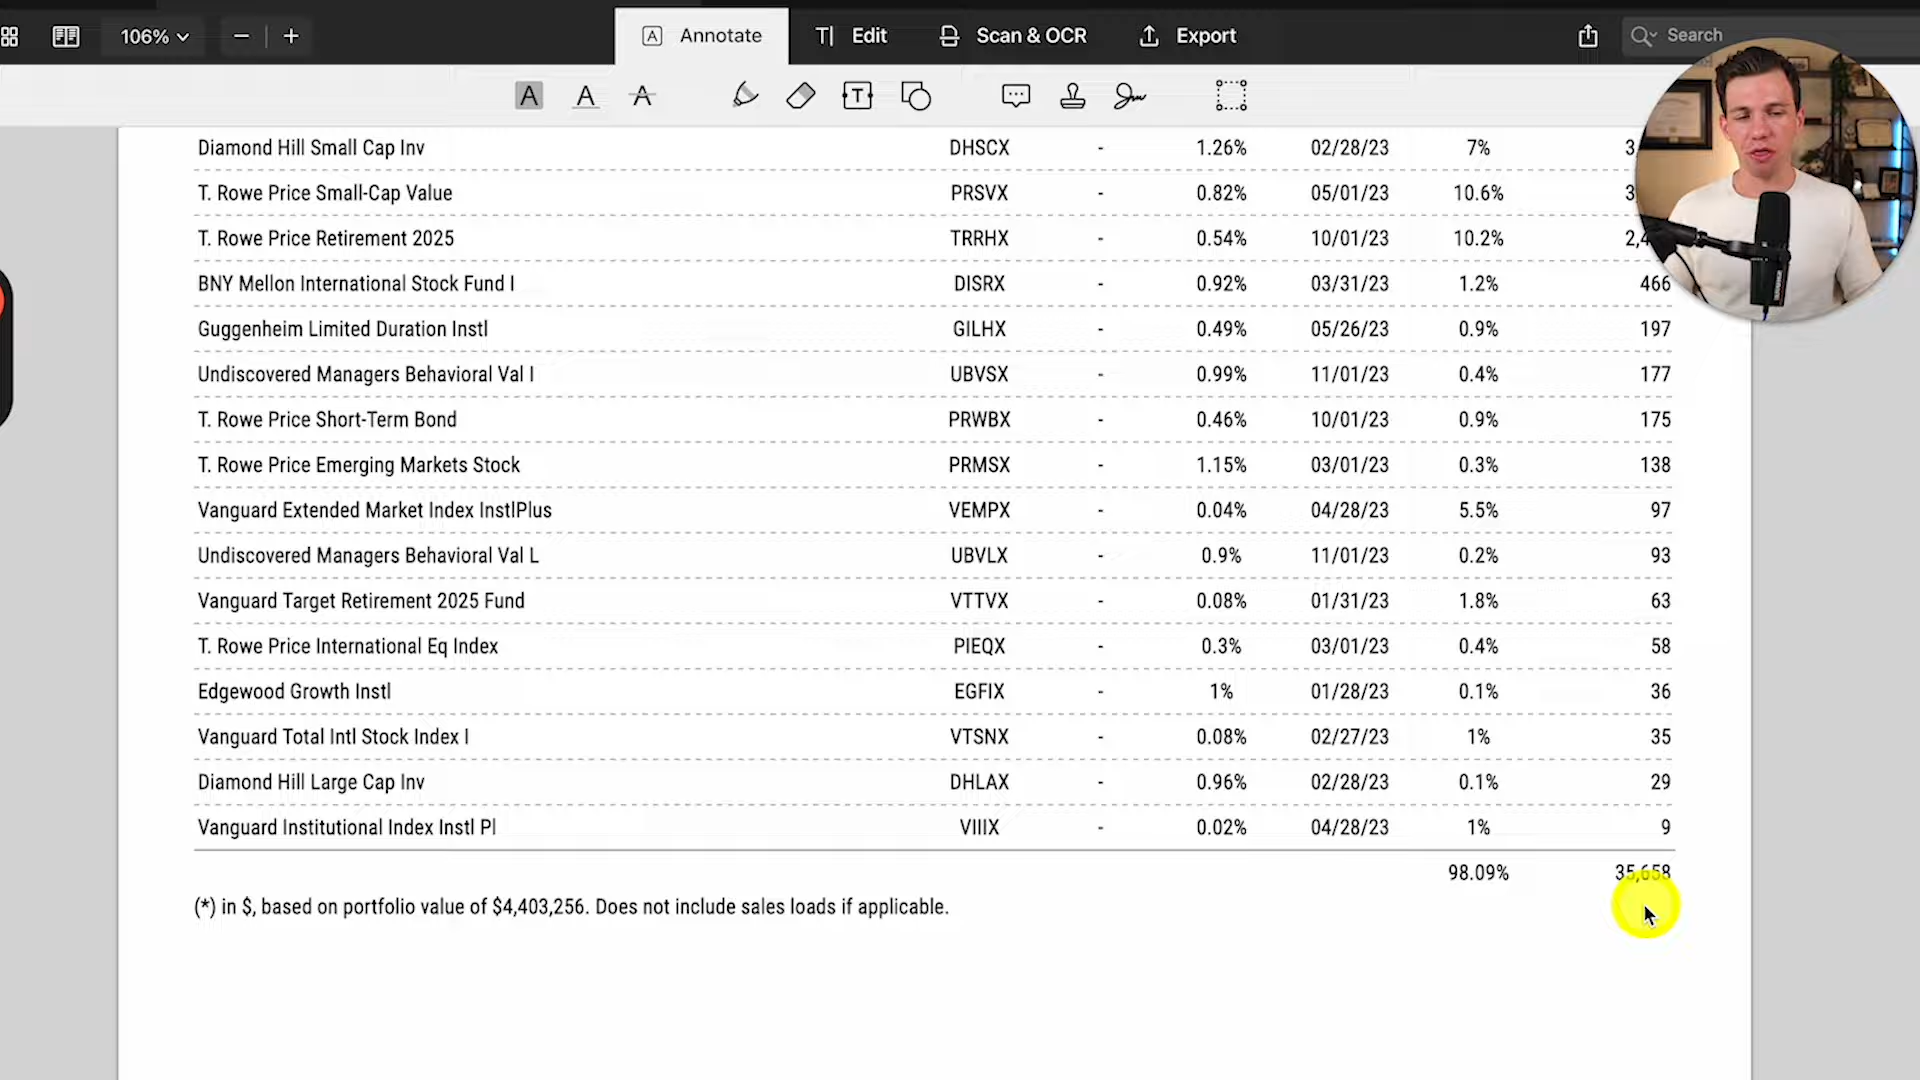 106%
Annotate
Edit
Scan & OCR
Export
Search
Diamond Hill Small Cap Inv DHSCX - 1.26% 02/28/23 7%
T. Rowe Price Small-Cap Value PRSVX - 0.82% 05/01/23 10.6%
T. Rowe Price Retirement 2025 TRRHX - 0.54% 10/01/23 10.2%
BNY Mellon International Stock Fund I DISRX - 0.92% 03/31/23 1.2% 466
Guggenheim Limited Duration Instl GILHX - 0.49% 05/26/23 0.9% 197
Undiscovered Managers Behavioral Val I UBVSX - 0.99% 11/01/23 0.4% 177
T. Rowe Price Short-Term Bond PRWBX - 0.46% 10/01/23 0.9% 175
T. Rowe Price Emerging Markets Stock PRMSX - 1.15% 03/01/23 0.3% 138
Vanguard Extended Market Index InstlPlus VEMPX - 0.04% 04/28/23 5.5% 97
Undiscovered Managers Behavioral Val L UBVLX - 0.9% 11/01/23 0.2% 93
Vanguard Target Retirement 2025 Fund VTTVX - 0.08% 01/31/23 1.8% 63
T. Rowe Price International Eq Index PIEQX - 0.3% 03/01/23 0.4% 58
Edgewood Growth Instl EGFIX - 1% 01/28/23 0.1% 36
Vanguard Total Intl Stock Index I VTSNX - 0.08% 02/27/23 1% 35
Diamond Hill Large Cap Inv DHLAX - 0.96% 02/28/23 0.1% 29
Vanguard Institutional Index Instl Pl VIIIX - 0.02% 04/28/23 1% 9
98.09% 35,658
(*) in $, based on portfolio value of $4,403,256. Does not include sales loads if applicable.